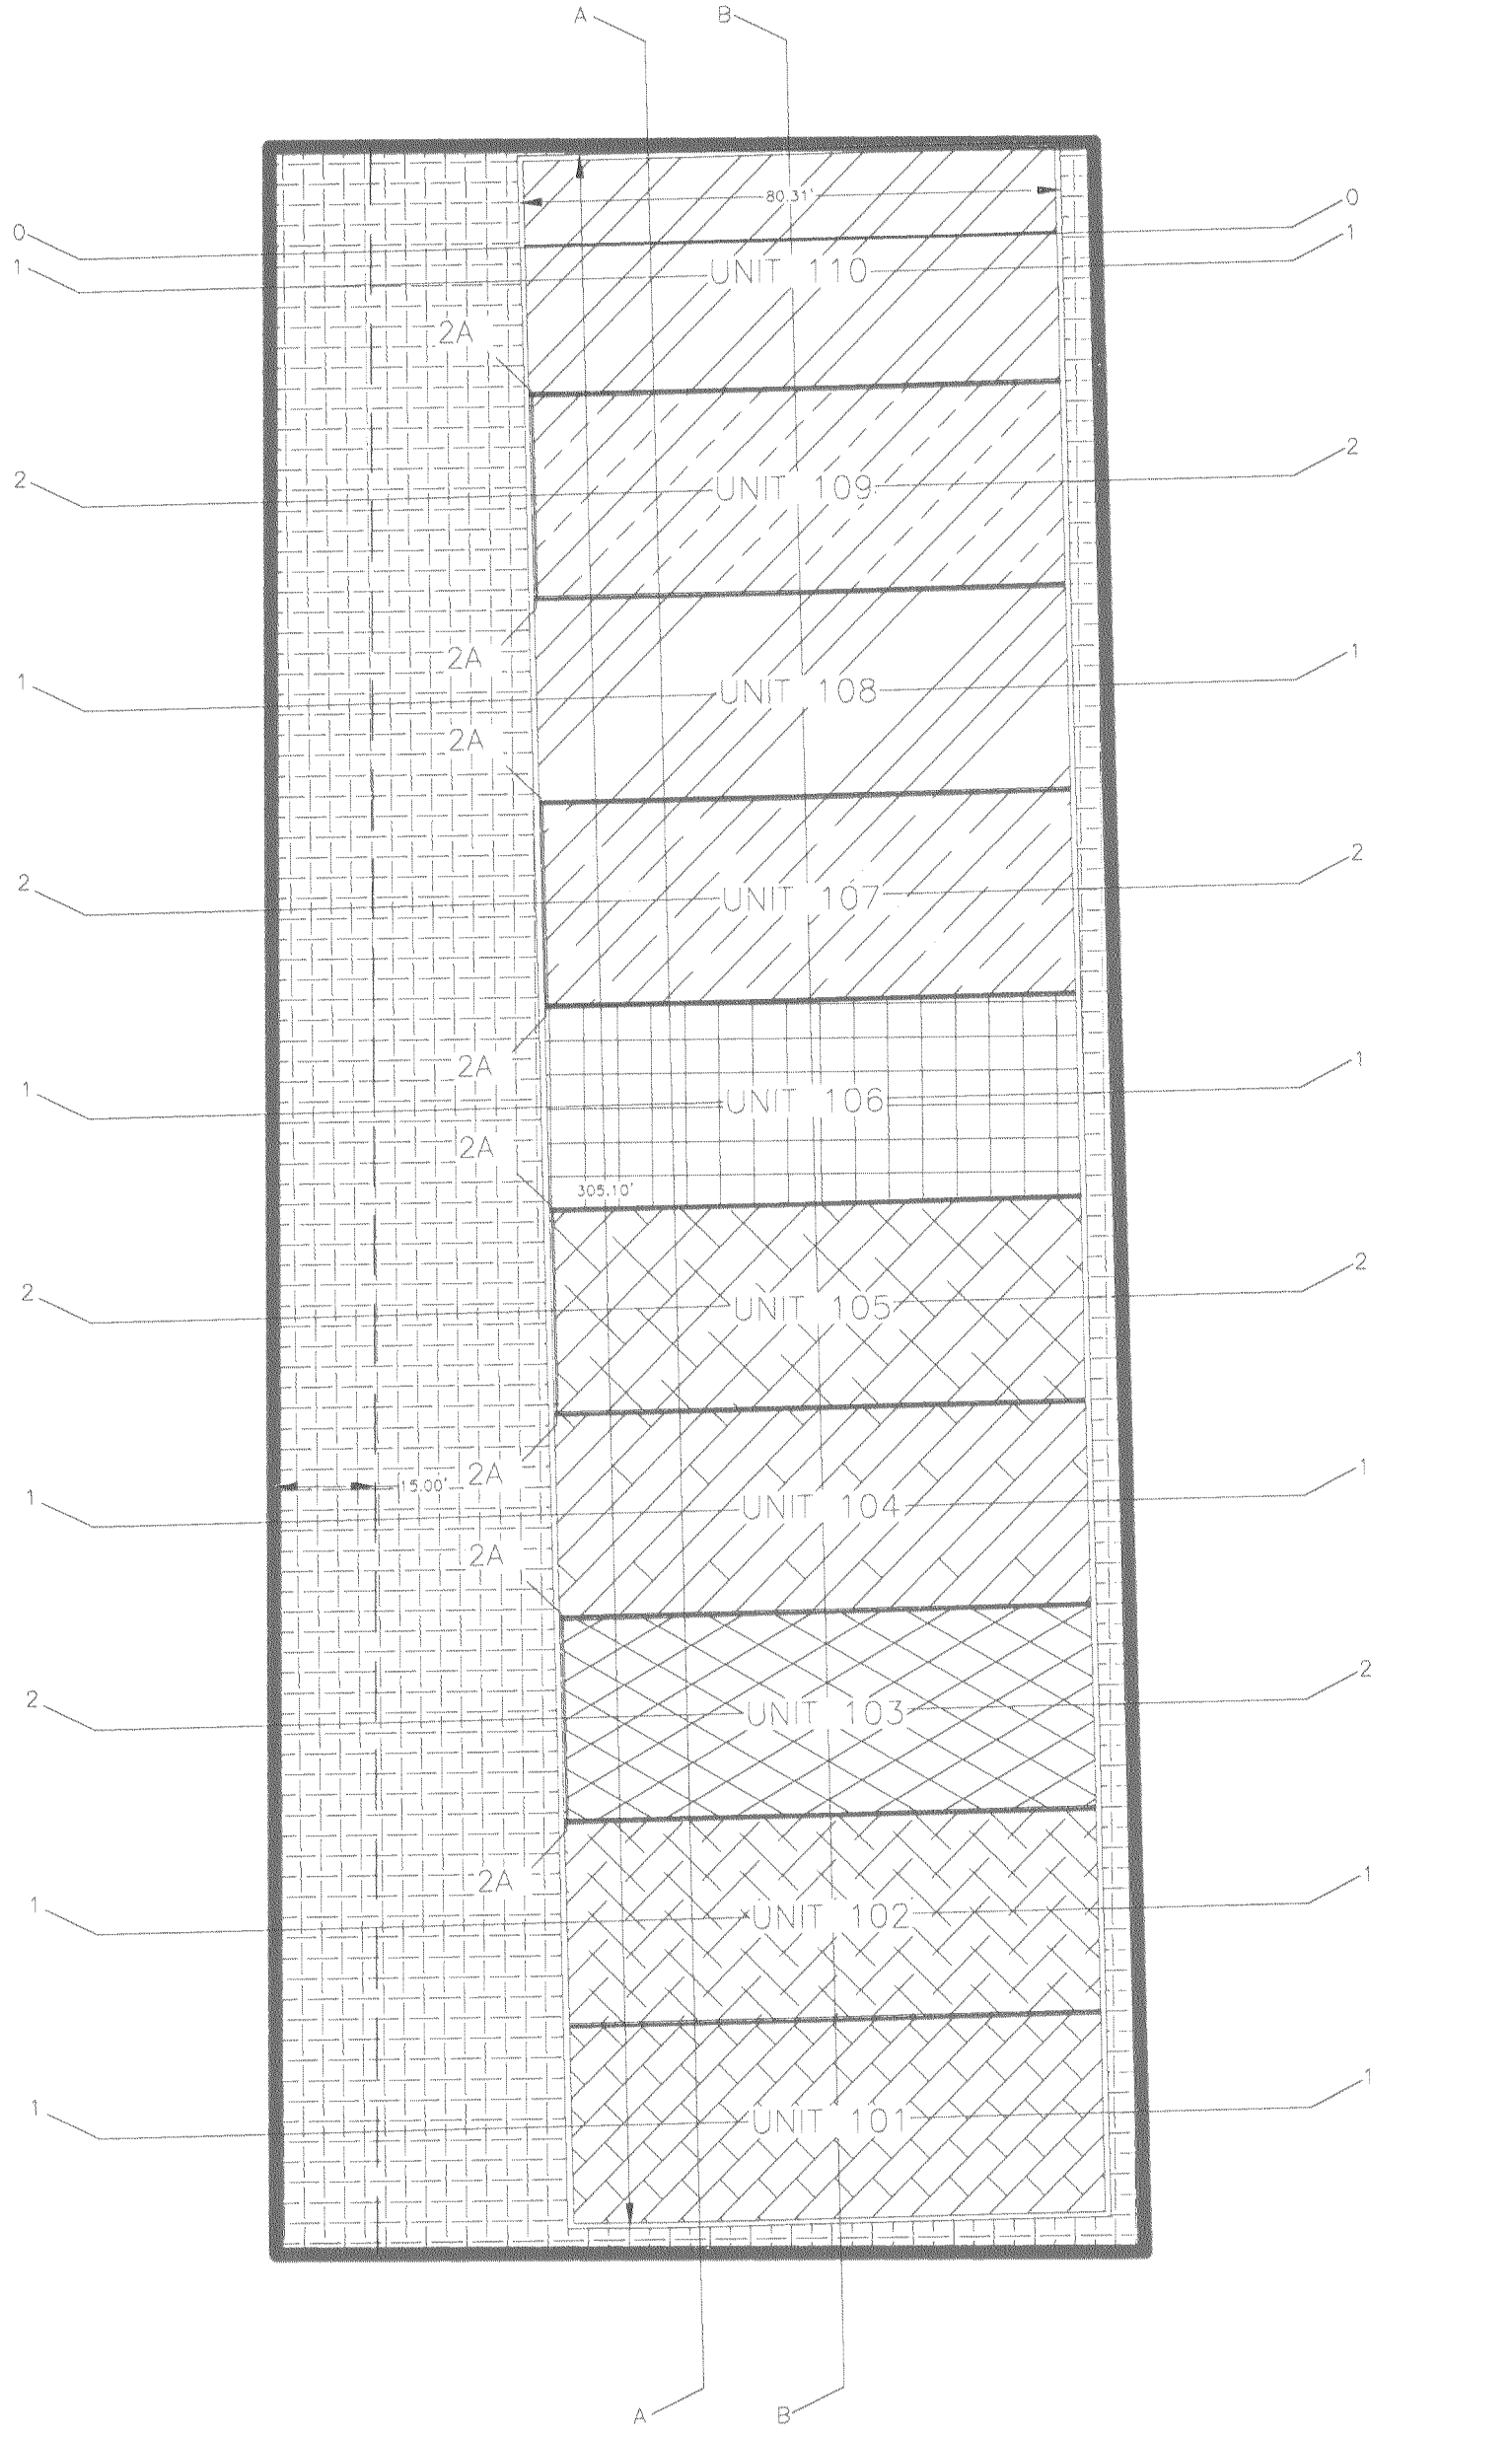 A B
80.31'
0 0
1 UNIT 110 1
2A
2 UNIT 109 2
2A
1 UNIT 108 1
2A
2 UNIT 107 2
2A
1 UNIT 106 1
2A
305.10'
2 UNIT 105 2
2A
15.00'
1 UNIT 104 1
2A
2 UNIT 103 2
2A
1 UNIT 102 1
1 UNIT 101 1
A B